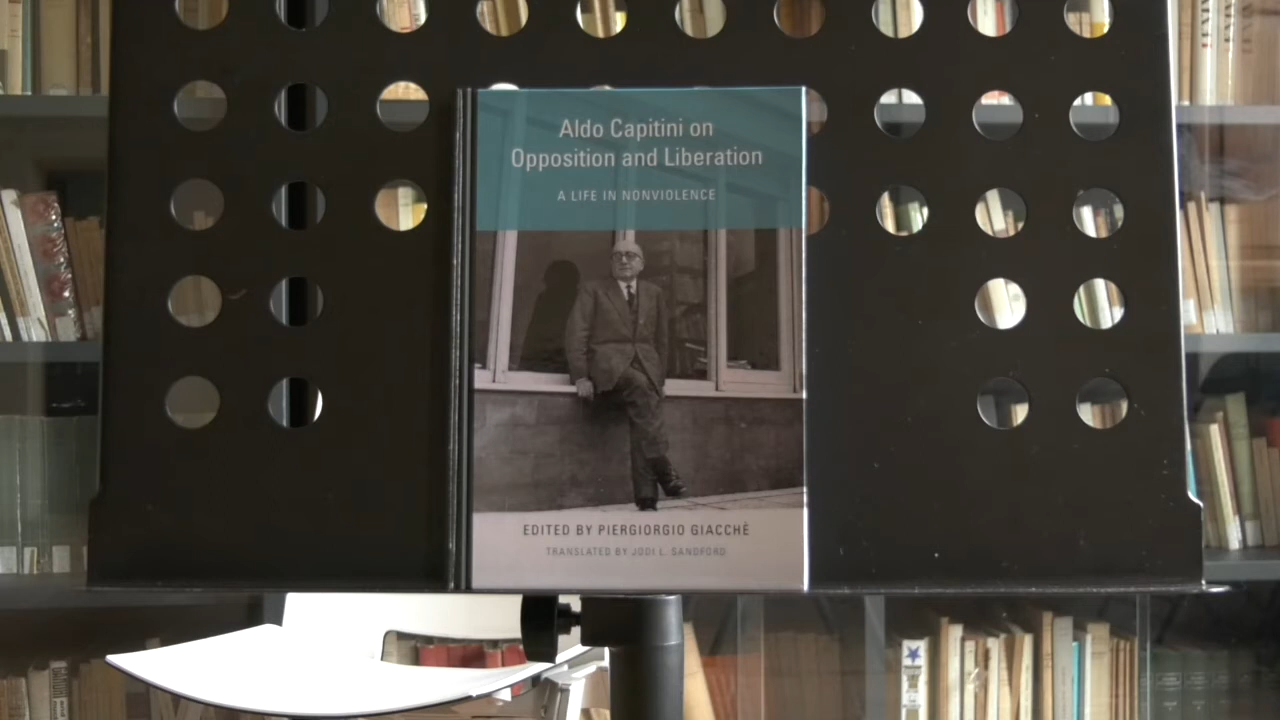 Aldo Capitini on
Opposition and Liberation
A LIFE IN NONVIOLENCE
EDITED BY PIERGIORGIO GIACCHÈ
TRANSLATED BY JODI L. SANDFORD